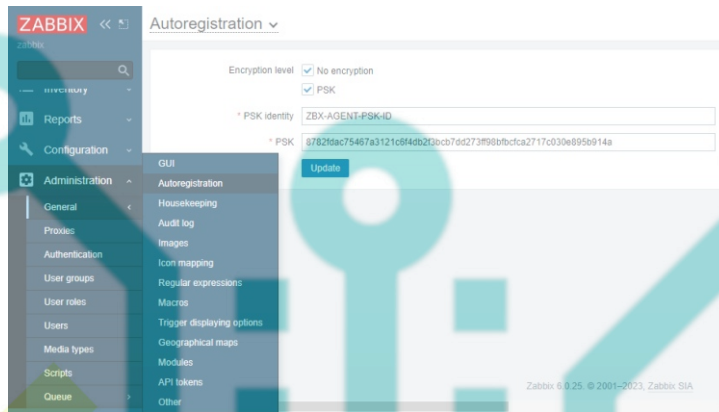 ZABBIX
zabbix
Autoregistration
Encryption level
No encryption
PSK
* PSK identity
ZBX-AGENT-PSK-ID
* PSK
8782fdac75467a3121c6f4db2f3bcb7dd273ff98bfbcfca2717c030e895b914a
Update
Inventory
Reports
Configuration
Administration
General
Proxies
Authentication
User groups
User roles
Users
Media types
Scripts
Queue
GUI
Autoregistration
Housekeeping
Audit log
Images
Icon mapping
Regular expressions
Macros
Trigger displaying options
Geographical maps
Modules
API tokens
Other
Zabbix 6.0.25. © 2001–2023, Zabbix SIA